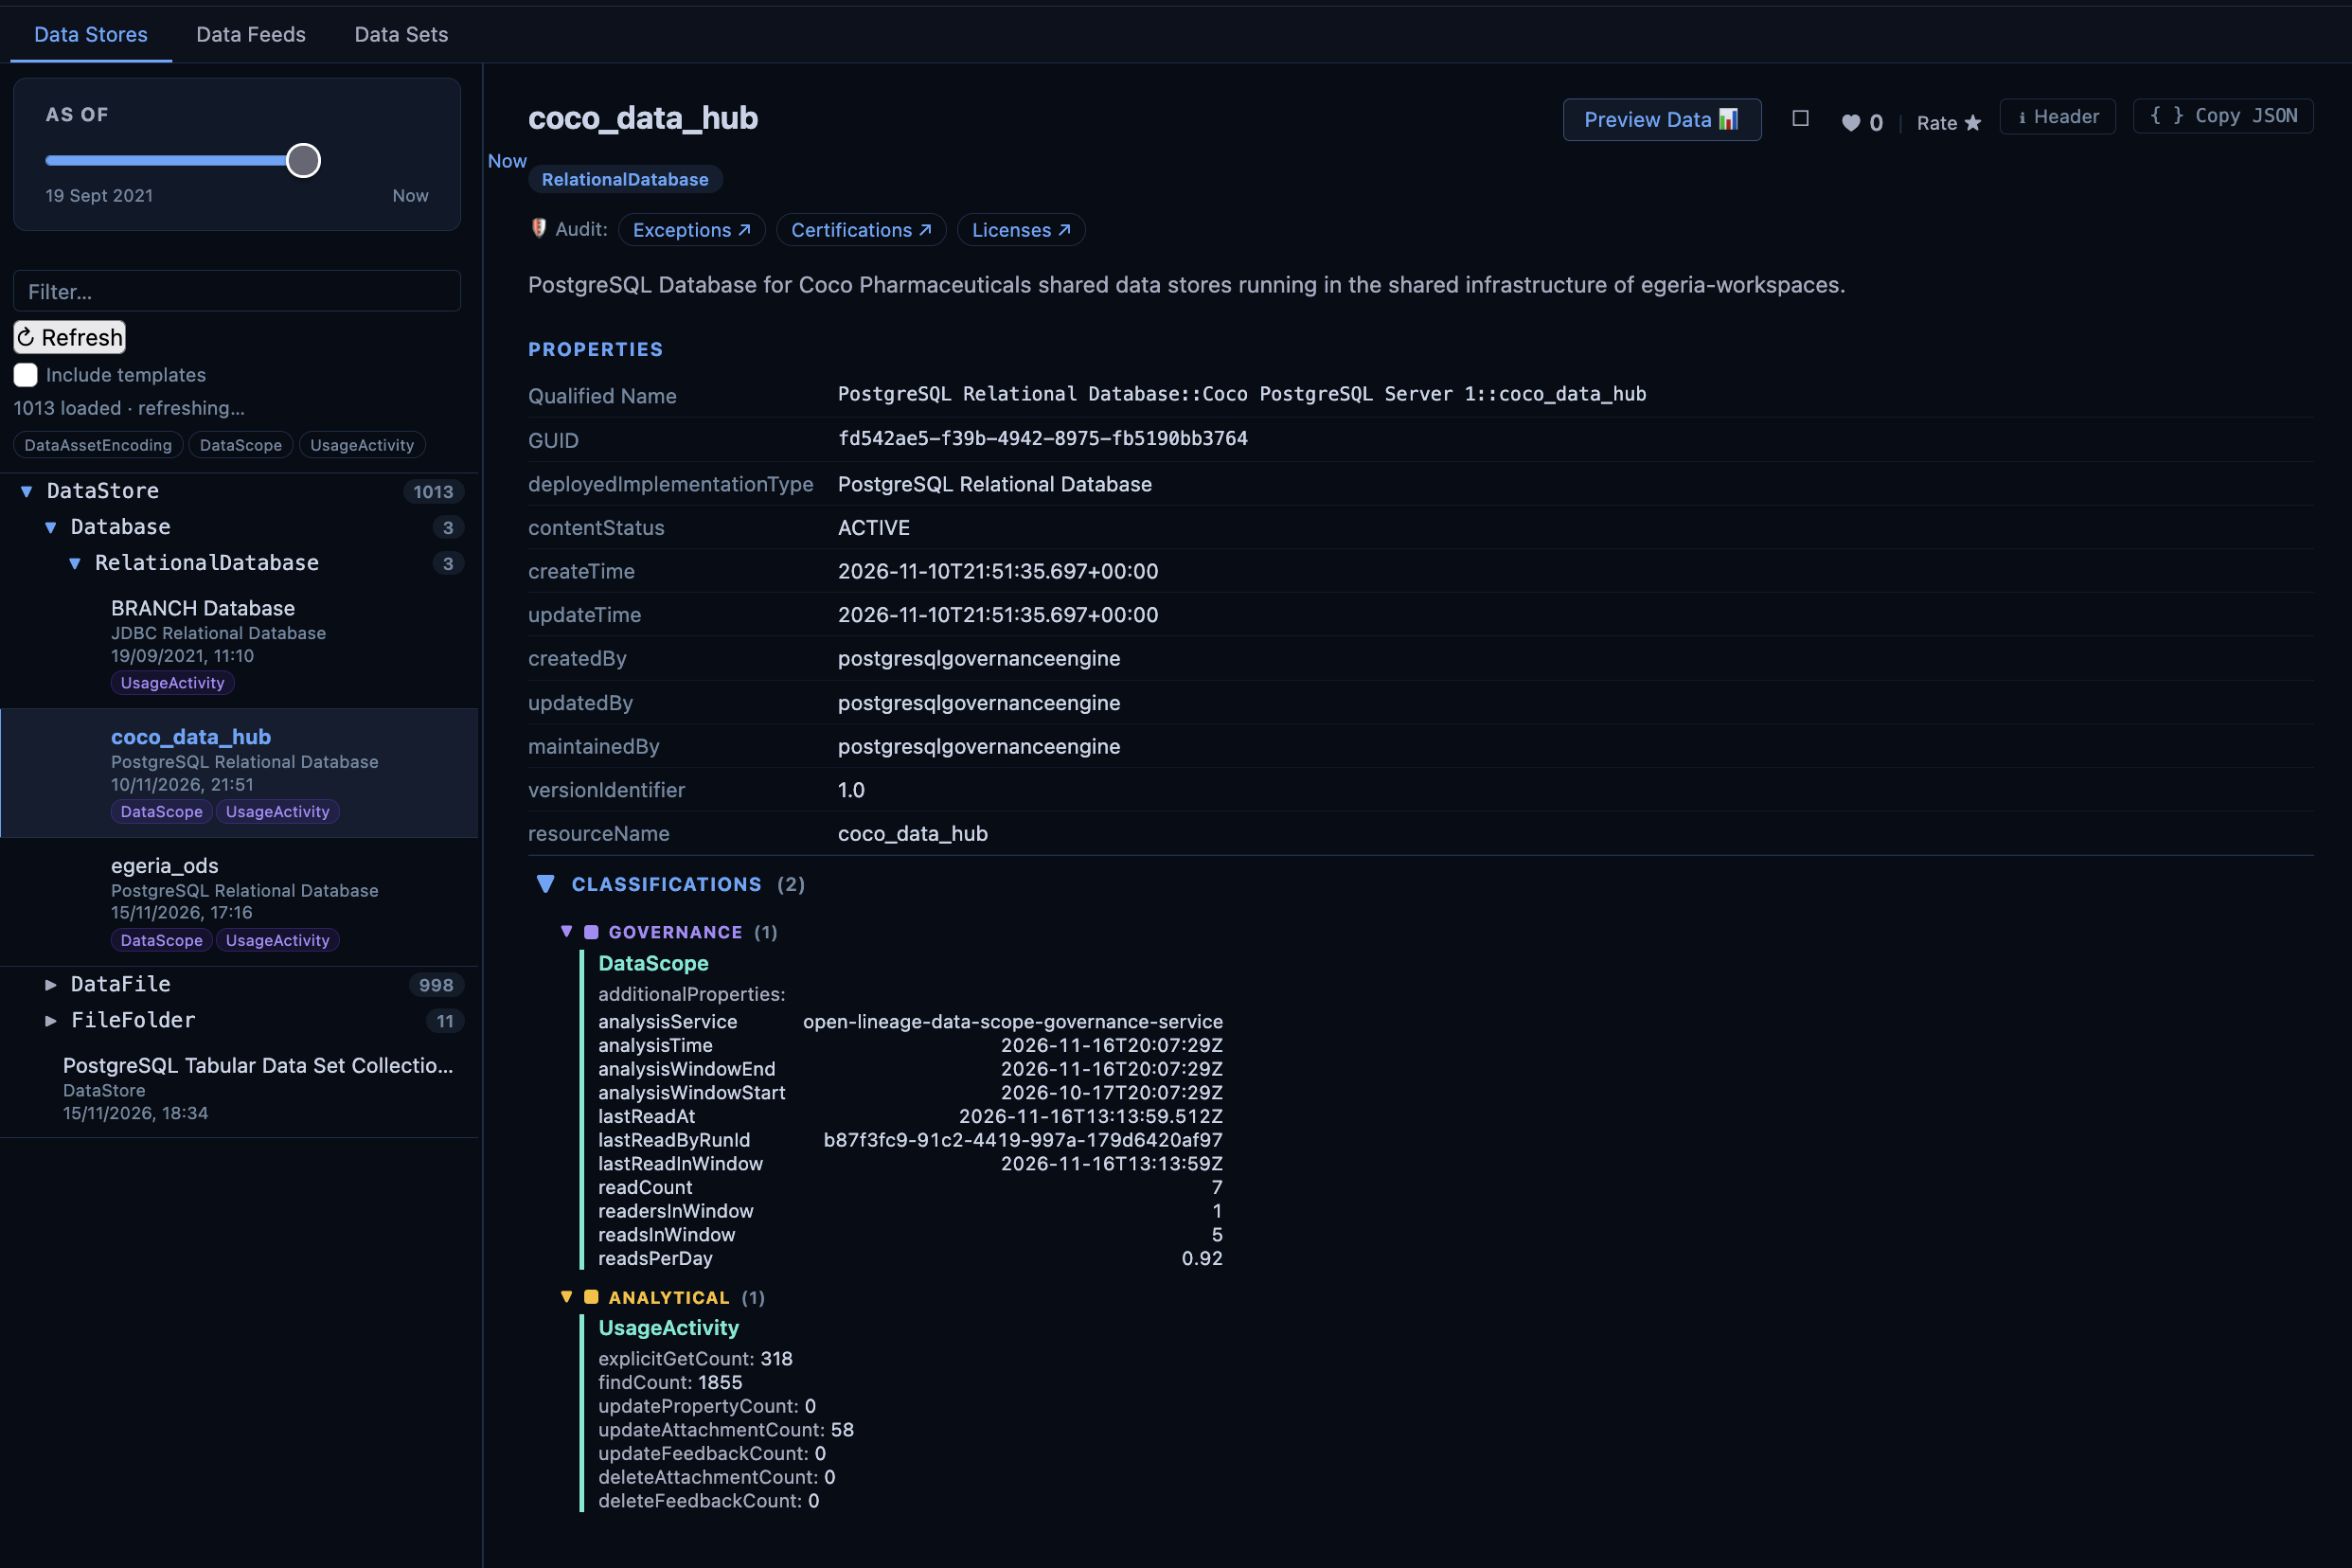 Data Stores Data Feeds Data Sets
AS OF
Now
19 Sept 2021 Now
Filter...
Refresh
Include templates
1013 loaded · refreshing...
DataAssetEncoding DataScope UsageActivity
DataStore 1013
Database 3
RelationalDatabase 3
BRANCH Database
JDBC Relational Database
19/09/2021, 11:10
UsageActivity
coco_data_hub
PostgreSQL Relational Database
10/11/2026, 21:51
DataScope UsageActivity
egeria_ods
PostgreSQL Relational Database
15/11/2026, 17:16
DataScope UsageActivity
DataFile 998
FileFolder 11
PostgreSQL Tabular Data Set Collectio...
DataStore
15/11/2026, 18:34
coco_data_hub
Preview Data 0 | Rate ★ i Header { } Copy JSON
RelationalDatabase
Audit: Exceptions ↗ Certifications ↗ Licenses ↗
PostgreSQL Database for Coco Pharmaceuticals shared data stores running in the shared infrastructure of egeria-workspaces.
PROPERTIES
Qualified Name PostgreSQL Relational Database::Coco PostgreSQL Server 1::coco_data_hub
GUID fd542ae5-f39b-4942-8975-fb5190bb3764
deployedImplementationType PostgreSQL Relational Database
contentStatus ACTIVE
createTime 2026-11-10T21:51:35.697+00:00
updateTime 2026-11-10T21:51:35.697+00:00
createdBy postgresqlgovernanceengine
updatedBy postgresqlgovernanceengine
maintainedBy postgresqlgovernanceengine
versionIdentifier 1.0
resourceName coco_data_hub
CLASSIFICATIONS (2)
GOVERNANCE (1)
DataScope
additionalProperties:
analysisService open-lineage-data-scope-governance-service
analysisTime 2026-11-16T20:07:29Z
analysisWindowEnd 2026-11-16T20:07:29Z
analysisWindowStart 2026-10-17T20:07:29Z
lastReadAt 2026-11-16T13:13:59.512Z
lastReadByRunId b87f3fc9-91c2-4419-997a-179d6420af97
lastReadInWindow 2026-11-16T13:13:59Z
readCount 7
readersInWindow 1
readsInWindow 5
readsPerDay 0.92
ANALYTICAL (1)
UsageActivity
explicitGetCount: 318
findCount: 1855
updatePropertyCount: 0
updateAttachmentCount: 58
updateFeedbackCount: 0
deleteAttachmentCount: 0
deleteFeedbackCount: 0